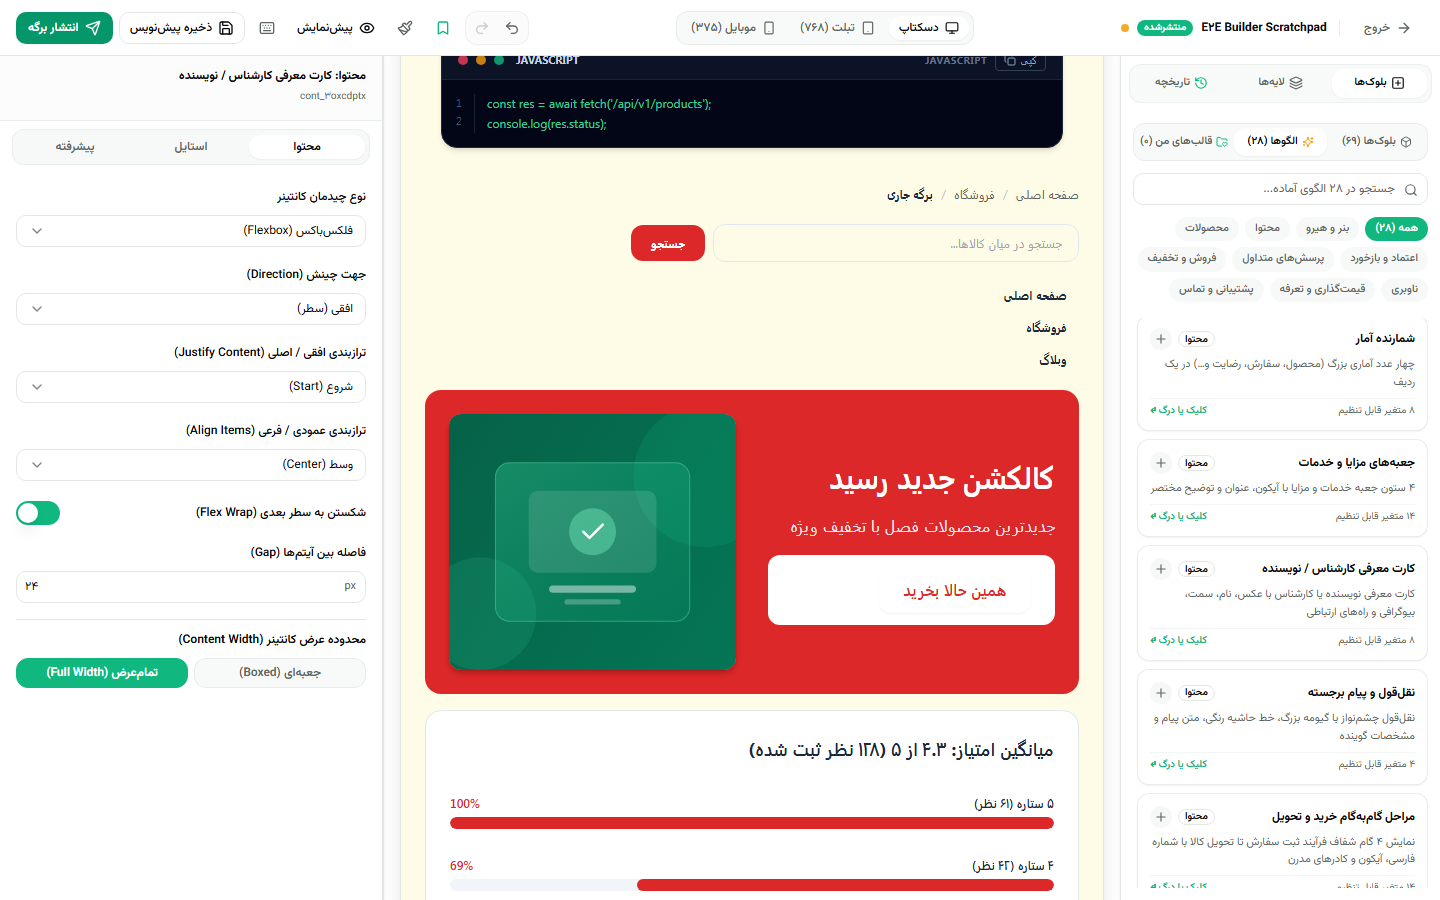 خروج
E2E Builder Scratchpad
منتشرشده
دسکتاپ
تبلت (۷۶۸)
موبایل (۳۷۵)
پیش‌نمایش
ذخیره پیش‌نویس
انتشار برگه
بلوک‌ها
لایه‌ها
تاریخچه
بلوک‌ها (۶۹)
الگوها (۲۸)
قالب‌های من (۰)
جستجو در ۲۸ الگوی آماده...
همه (۲۸)
بنر و هیرو
محتوا
محصولات
اعتماد و بازخورد
پرسش‌های متداول
فروش و تخفیف
ناوبری
قیمت‌گذاری و تعرفه
پشتیبانی و تماس
شمارنده آمار
محتوا
چهار عدد آماری بزرگ (محصول، سفارش، رضایت و...) در یک
ردیف
۸ متغیر قابل تنظیم
کلیک یا درگ
جعبه‌های مزایا و خدمات
محتوا
۴ ستون جعبه خدمات و مزایا با آیکون، عنوان و توضیح مختصر
۱۴ متغیر قابل تنظیم
کلیک یا درگ
کارت معرفی کارشناس / نویسنده
محتوا
کارت معرفی نویسنده یا کارشناس با عکس، نام، سمت،
بیوگرافی و راه‌های ارتباطی
۸ متغیر قابل تنظیم
کلیک یا درگ
نقل‌قول و پیام برجسته
محتوا
نقل‌قول چشم‌نواز با گیومه بزرگ، خط حاشیه رنگی، متن پیام و
مشخصات گوینده
۴ متغیر قابل تنظیم
کلیک یا درگ
مراحل گام‌به‌گام خرید و تحویل
محتوا
نمایش ۴ گام شفاف فرآیند ثبت سفارش تا تحویل کالا با شماره
فارسی، آیکون و کادرهای مدرن
۱۴ متغیر قابل تنظیم
کلیک یا درگ
JAVASCRIPT
JAVASCRIPT
کپی
1
const res = await fetch('/api/v1/products');
2
console.log(res.status);
صفحه اصلی / فروشگاه / برگه جاری
جستجو در میان کالاها...
جستجو
صفحه اصلی
فروشگاه
وبلاگ
کالکشن جدید رسید
جدیدترین محصولات فصل با تخفیف ویژه
همین حالا بخرید
میانگین امتیاز: ۴.۳ از ۵ (۱۲۸ نظر ثبت شده)
۵ ستاره (۶۱ نظر)
100%
۴ ستاره (۴۲ نظر)
69%
محتوا: کارت معرفی کارشناس / نویسنده
cont_۳oxcdptx
محتوا
استایل
پیشرفته
نوع چیدمان کانتینر
فلکس‌باکس (Flexbox)
جهت چینش (Direction)
افقی (سطر)
ترازبندی افقی / اصلی (Justify Content)
شروع (Start)
ترازبندی عمودی / فرعی (Align Items)
وسط (Center)
شکستن به سطر بعدی (Flex Wrap)
فاصله بین آیتم‌ها (Gap)
۲۴
px
محدوده عرض کانتینر (Content Width)
جعبه‌ای (Boxed)
تمام‌عرض (Full Width)